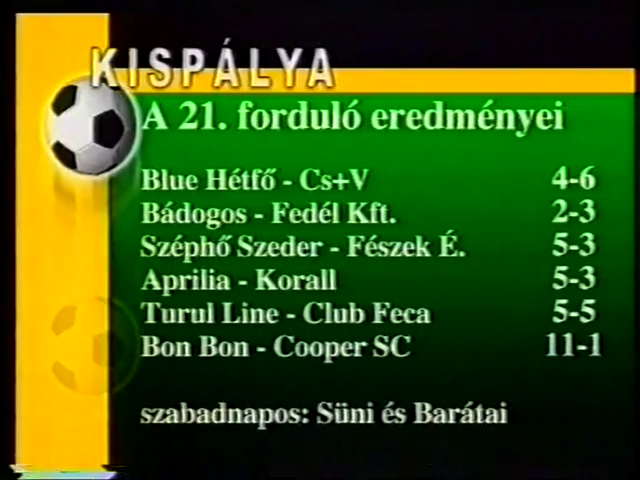 KISPÁLYA
A 21. forduló eredményei
Blue Hétfő - Cs+V 4-6
Bádogos - Fedél Kft. 2-3
Széphő Szeder - Fészek É. 5-3
Aprilia - Korall 5-3
Turul Line - Club Feca 5-5
Bon Bon - Cooper SC 11-1
szabadnapos: Süni és Barátai